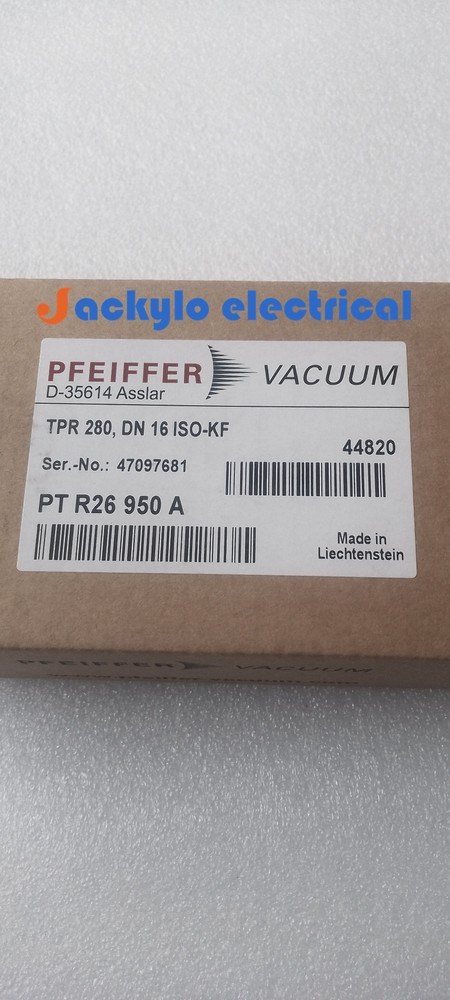 Jackylo electrical
PFEIFFER VACUUM
D-35614 Asslar
TPR 280, DN 16 ISO-KF
44820
Ser.-No.: 47097681
PT R26 950 A
Made in
Liechtenstein
PFEIFFER VACUUM